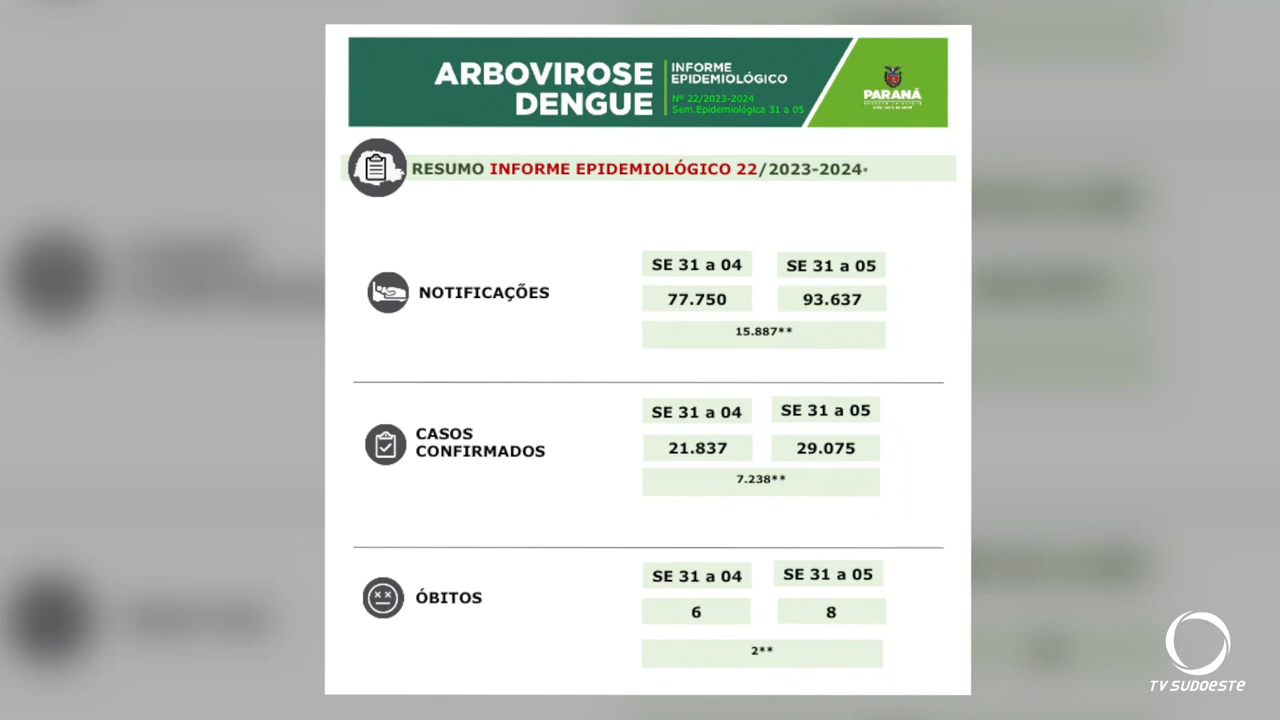 ARBOVIROSE
DENGUE
INFORME
EPIDEMIOLÓGICO
Nº 22/2023-2024
Sem.Epidemiológica 31 a 05
PARANÁ
RESUMO INFORME EPIDEMIOLÓGICO 22/2023-2024*
NOTIFICAÇÕES
SE 31 a 04
SE 31 a 05
77.750
93.637
15.887**
CASOS
CONFIRMADOS
SE 31 a 04
SE 31 a 05
21.837
29.075
7.238**
ÓBITOS
SE 31 a 04
SE 31 a 05
6
8
2**
TV SUDOESTE